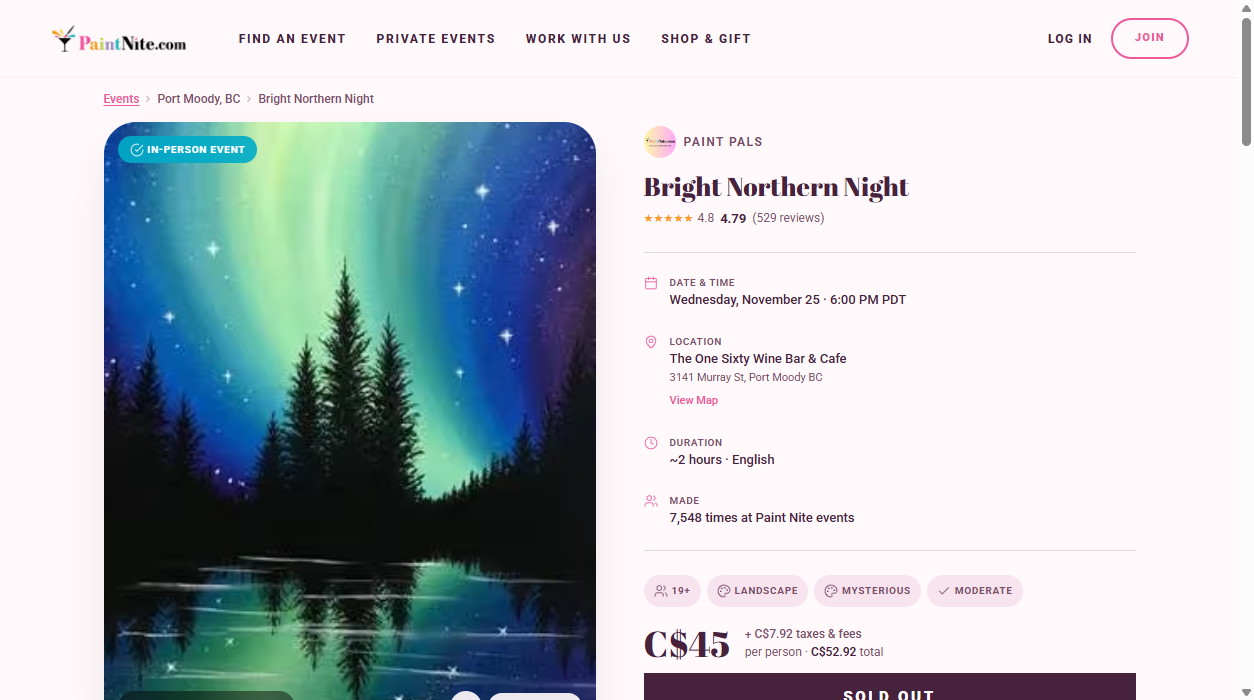 PaintNite.com
FIND AN EVENT
PRIVATE EVENTS
WORK WITH US
SHOP & GIFT
LOG IN
JOIN
Events › Port Moody, BC › Bright Northern Night
IN-PERSON EVENT
PAINT PALS
Bright Northern Night
★★★★★ 4.8 4.79 (529 reviews)
DATE & TIME
Wednesday, November 25 · 6:00 PM PDT
LOCATION
The One Sixty Wine Bar & Cafe
3141 Murray St, Port Moody BC
View Map
DURATION
~2 hours · English
MADE
7,548 times at Paint Nite events
19+
LANDSCAPE
MYSTERIOUS
MODERATE
C$45
+ C$7.92 taxes & fees
per person · C$52.92 total
SOLD OUT